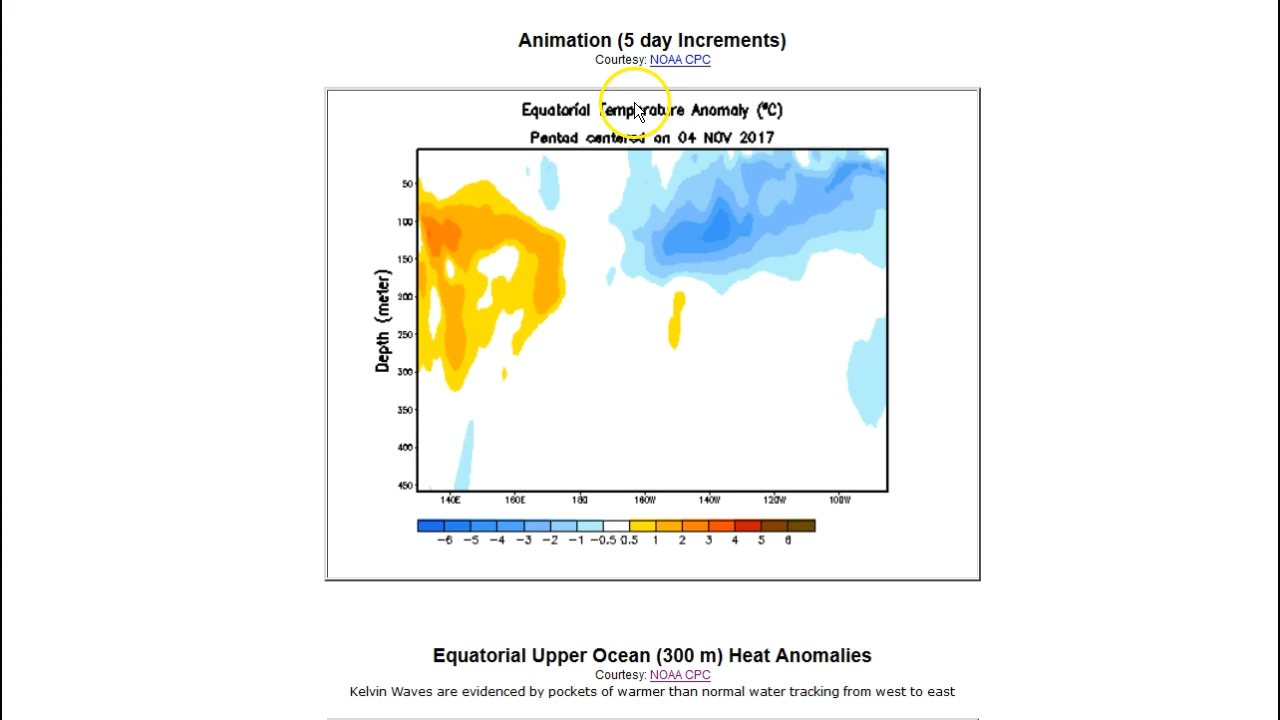 Animation (5 day Increments)
Courtesy: NOAA CPC
Equatorial Temperature Anomaly (°C)
Pentad centered on 04 NOV 2017
50
100
150
200
250
300
350
400
450
Depth (meter)
140E 160E 180 160W 140W 120W 100W
-6 -5 -4 -3 -2 -1 -0.5 0.5 1 2 3 4 5 6
Equatorial Upper Ocean (300 m) Heat Anomalies
Courtesy: NOAA CPC
Kelvin Waves are evidenced by pockets of warmer than normal water tracking from west to east